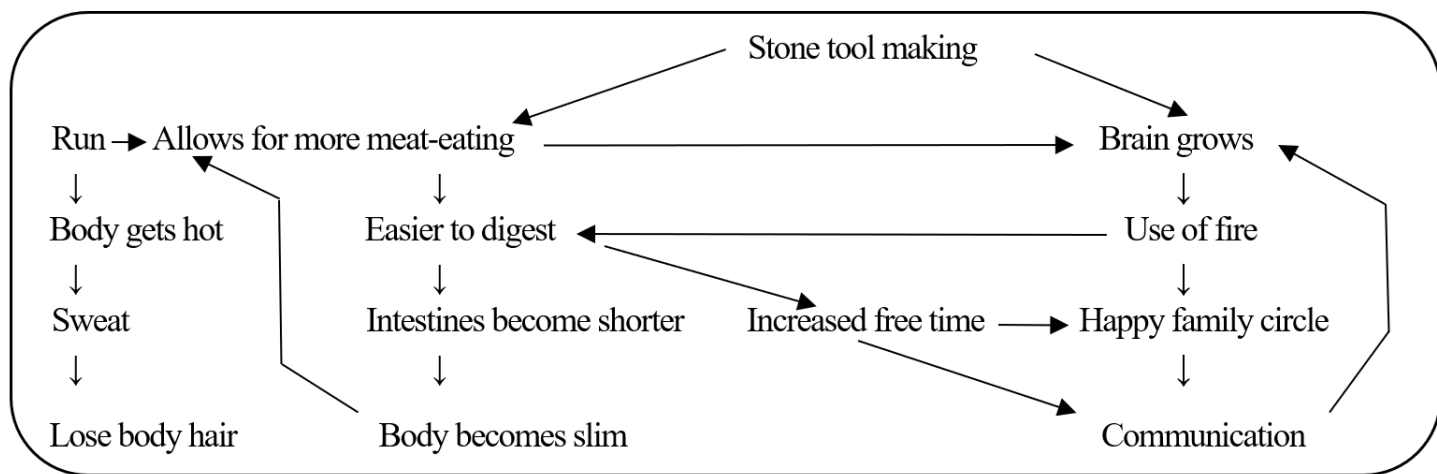 Stone tool making
Run Allows for more meat-eating Brain grows
Body gets hot Easier to digest Use of fire
Sweat Intestines become shorter Increased free time Happy family circle
Lose body hair Body becomes slim Communication